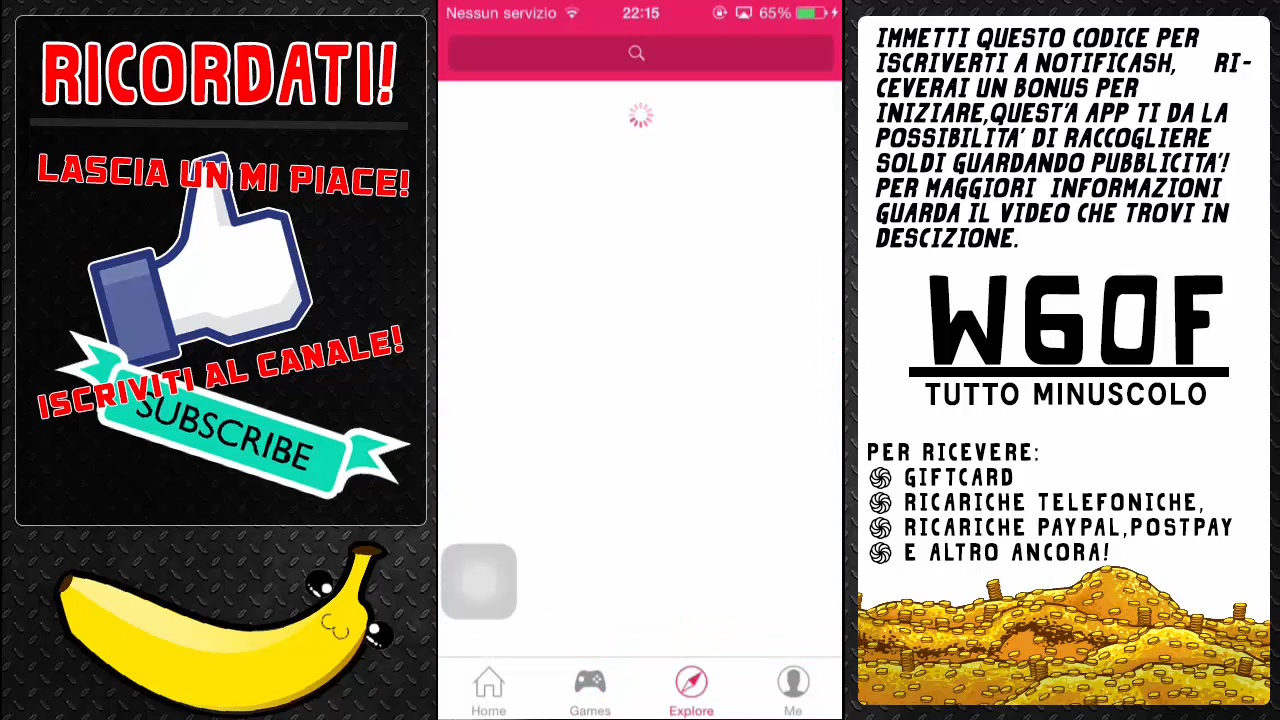 RICORDATI!
LASCIA UN MI PIACE!
ISCRIVITI AL CANALE!
SUBSCRIBE
Nessun servizio 22:15 65%
Home Games Explore Me
IMMETTI QUESTO CODICE PER
ISCRIVERTI A NOTIFICASH, RI-
CEVERAI UN BONUS PER
INIZIARE,QUEST'A APP TI DA LA
POSSIBILITA' DI RACCOGLIERE
SOLDI GUARDANDO PUBBLICITA'!
PER MAGGIORI INFORMAZIONI
GUARDA IL VIDEO CHE TROVI IN
DESCIZIONE.
W60F
TUTTO MINUSCOLO
PER RICEVERE:
GIFTCARD
RICARICHE TELEFONICHE,
RICARICHE PAYPAL,POSTPAY
E ALTRO ANCORA!